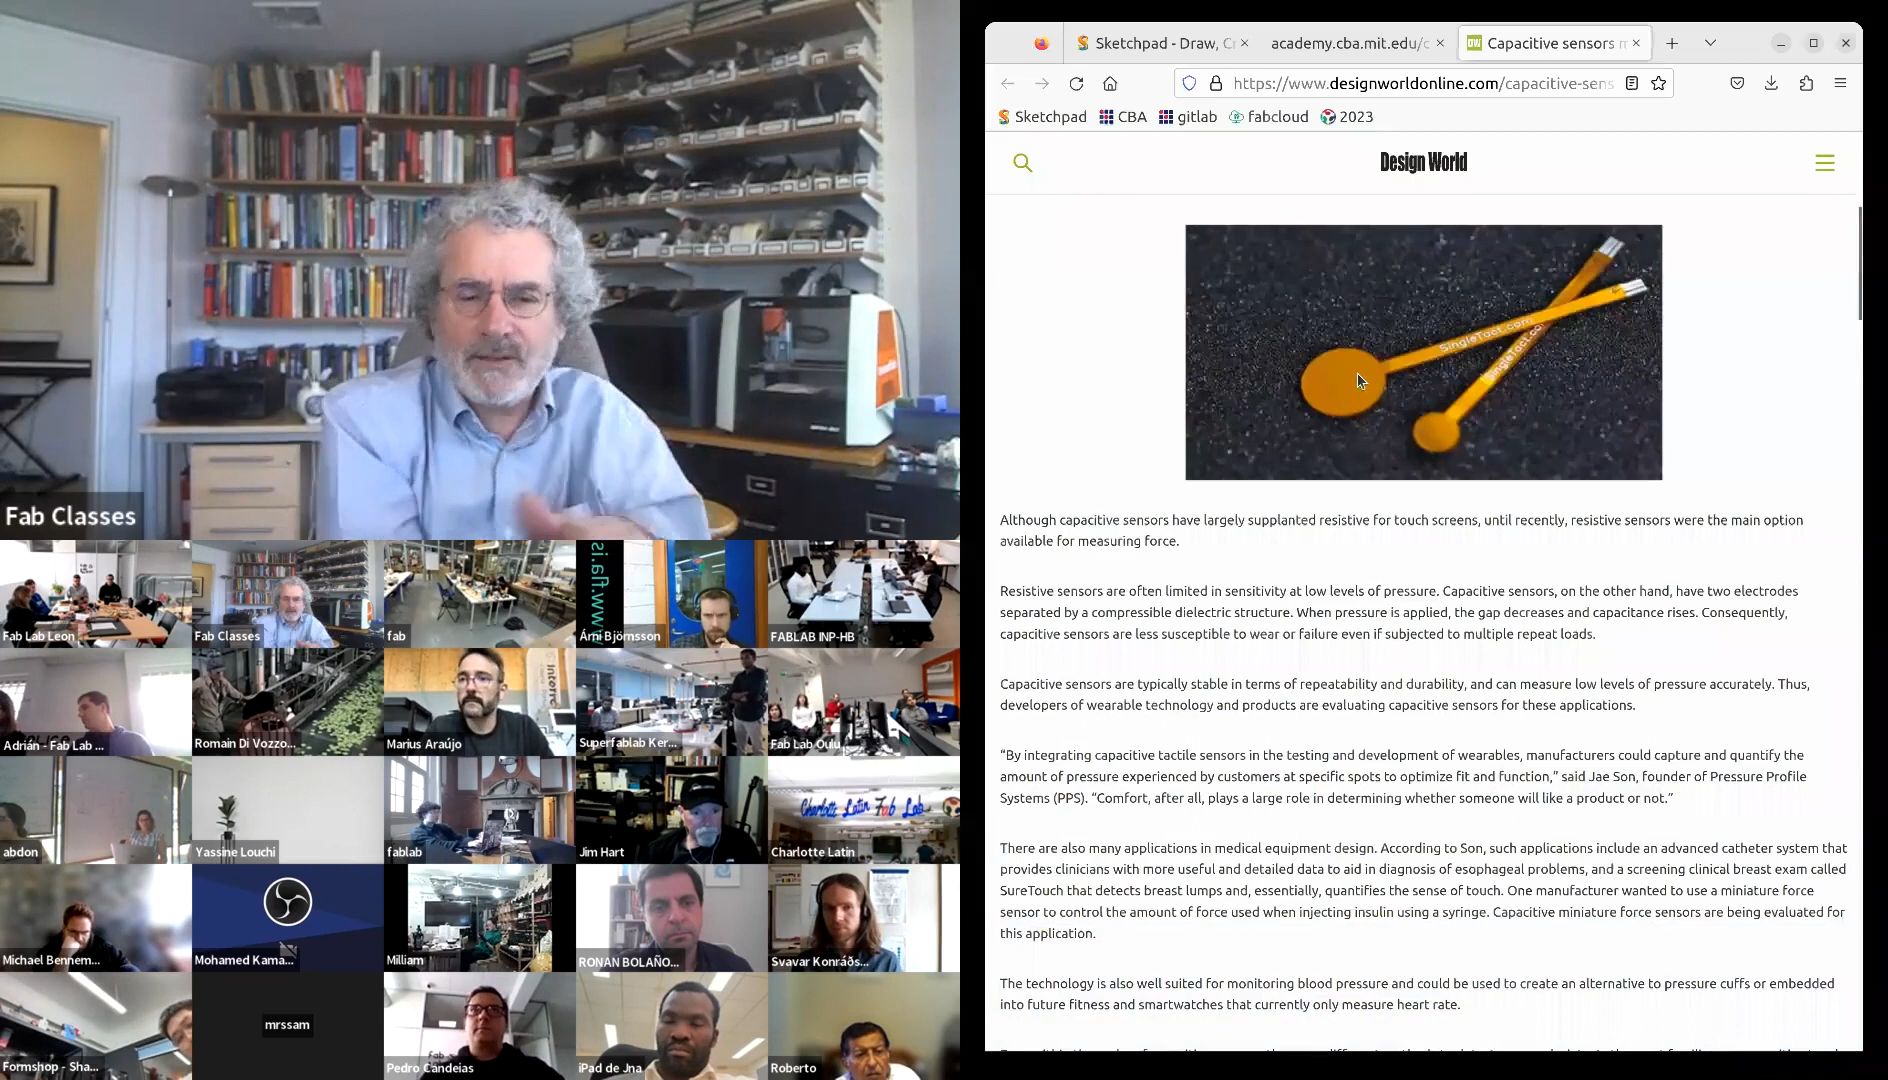 Fab Classes
Fab Lab Leon
Fab Classes
fab
Árni Björnsson
FABLAB INP-HB
Adrián - Fab Lab ...
Romain Di Vozzo...
Marius Araújo
Superfablab Ker...
Fab Lab Oulu
abdon
Yassine Louchi
fablab
Jim Hart
Charlotte Latin Fab Lab
Charlotte Latin
Michael Bennem...
Mohamed Kama...
Milliam
RONAN BOLAÑO...
Svavar Konráðs...
Formshop - Sha...
mrssam
Pedro Candeias
iPad de Jna
Roberto
Sketchpad - Draw, Cr
academy.cba.mit.edu/c
Capacitive sensors m
https://www.designworldonline.com/capacitive-sens
Sketchpad CBA gitlab fabcloud 2023
Design World
SingleTact.com
SingleTact.co
Although capacitive sensors have largely supplanted resistive for touch screens, until recently, resistive sensors were the main option
available for measuring force.
Resistive sensors are often limited in sensitivity at low levels of pressure. Capacitive sensors, on the other hand, have two electrodes
separated by a compressible dielectric structure. When pressure is applied, the gap decreases and capacitance rises. Consequently,
capacitive sensors are less susceptible to wear or failure even if subjected to multiple repeat loads.
Capacitive sensors are typically stable in terms of repeatability and durability, and can measure low levels of pressure accurately. Thus,
developers of wearable technology and products are evaluating capacitive sensors for these applications.
“By integrating capacitive tactile sensors in the testing and development of wearables, manufacturers could capture and quantify the
amount of pressure experienced by customers at specific spots to optimize fit and function,” said Jae Son, founder of Pressure Profile
Systems (PPS). “Comfort, after all, plays a large role in determining whether someone will like a product or not.”
There are also many applications in medical equipment design. According to Son, such applications include an advanced catheter system that
provides clinicians with more useful and detailed data to aid in diagnosis of esophageal problems, and a screening clinical breast exam called
SureTouch that detects breast lumps and, essentially, quantifies the sense of touch. One manufacturer wanted to use a miniature force
sensor to control the amount of force used when injecting insulin using a syringe. Capacitive miniature force sensors are being evaluated for
this application.
The technology is also well suited for monitoring blood pressure and could be used to create an alternative to pressure cuffs or embedded
into future fitness and smartwatches that currently only measure heart rate.